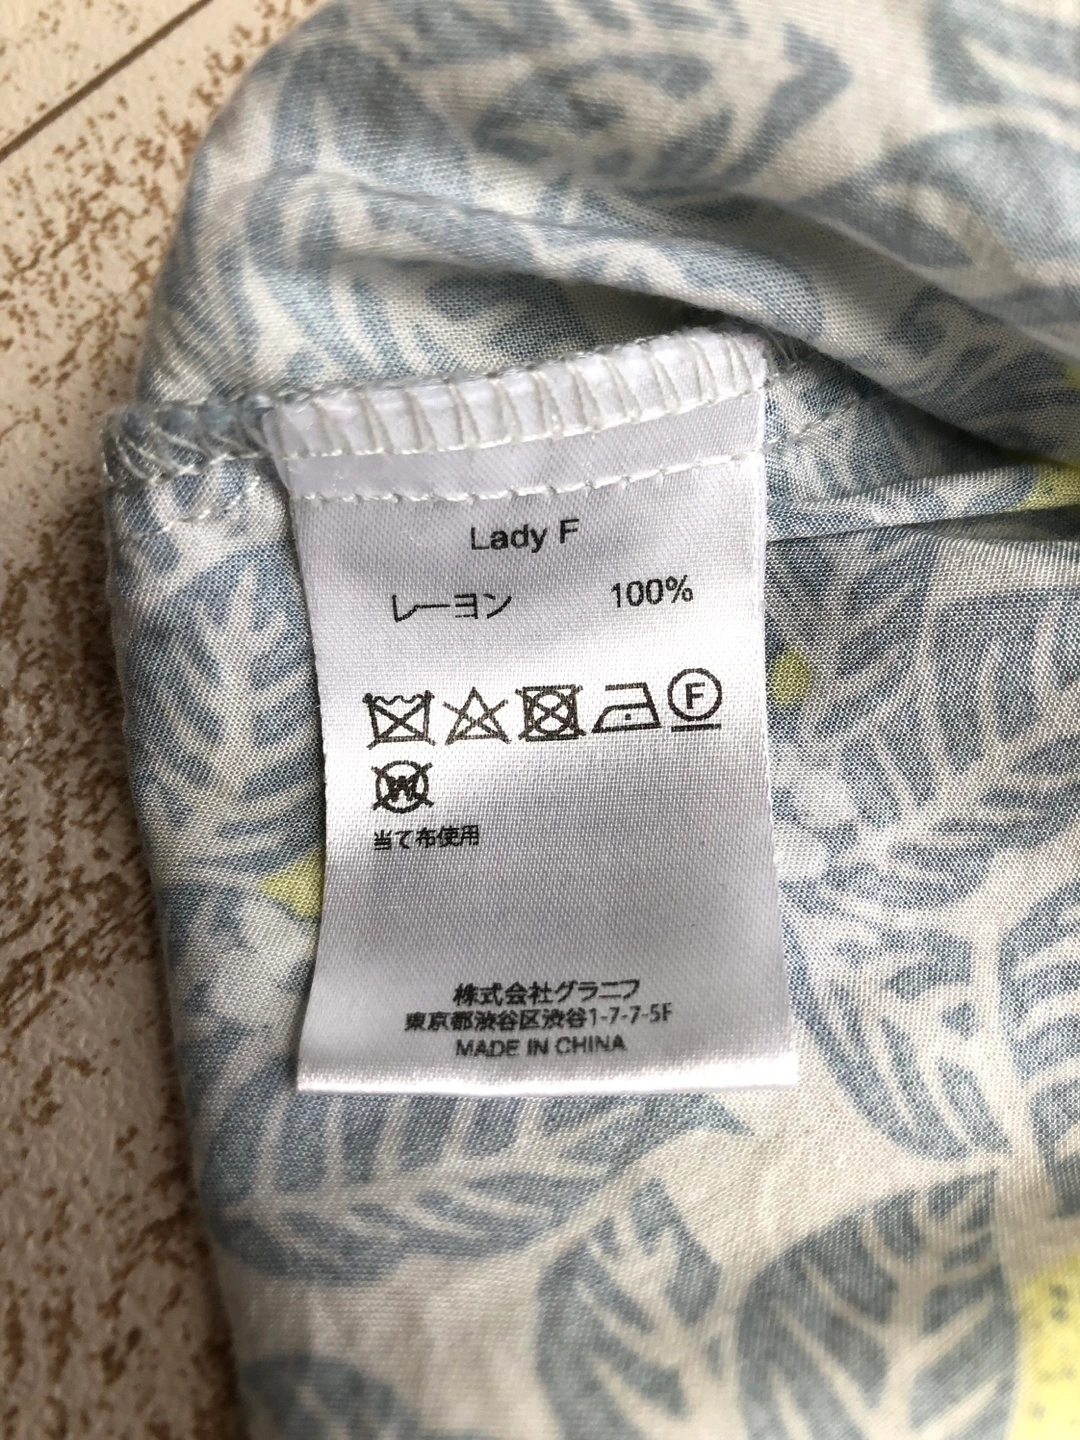 Lady F
レーヨン 100%
F
W
当て布使用
株式会社グラニフ
東京都渋谷区渋谷1-7-7-5F
MADE IN CHINA